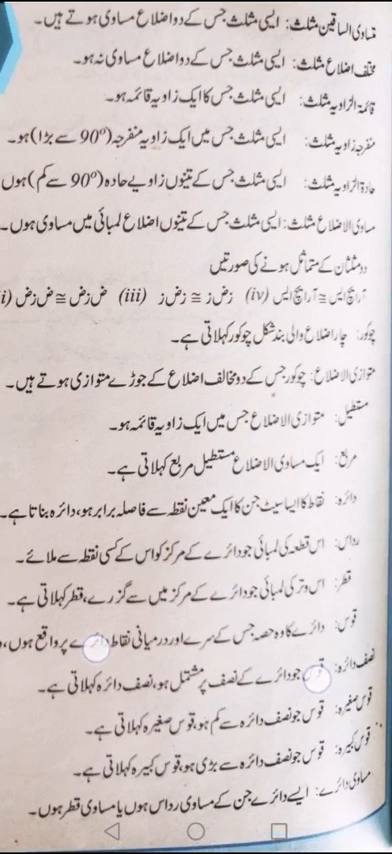 متساوی الساقین مثلث: ایسی مثلث جس کے دو اضلاع مساوی ہوتے ہیں۔
مختلف اضلاع مثلث: ایسی مثلث جس کے دو اضلاع مساوی نہ ہو۔
قائمۃ الزاویہ مثلث: ایسی مثلث جس کا ایک زاویہ قائمہ ہو۔
منفرجہ زاویہ مثلث: ایسی مثلث جس میں ایک زاویہ منفرجہ (90° سے بڑا) ہو۔
حادۃ الزاویہ مثلث: ایسی مثلث جس کے تینوں زاویے حادہ (90° سے کم) ہوں
مساوی الاضلاع مثلث: ایسی مثلث جس کے تینوں اضلاع لمبائی میں مساوی ہوں۔
دو مثلثان کے متماثل ہونے کی صورتیں
ض ز ض ≅ ض ز ض (iii) ز ض ز ≅ ز ض ز (iv) آر ایچ ایس ≅ آر ایچ ایس
چوکور: چار اضلاع والی بند شکل چوکور کہلاتی ہے۔
متوازی الاضلاع: چوکور جس کے دو مخالف اضلاع کے جوڑے متوازی ہوتے ہیں۔
مستطیل: متوازی الاضلاع جس میں ایک زاویہ قائمہ ہو۔
مربع: ایک مساوی الاضلاع مستطیل مربع کہلاتی ہے۔
دائرہ: نقاط کا ایسا سیٹ جن کا ایک معین نقطہ سے فاصلہ برابر ہو، دائرہ بناتا ہے۔
رداس: اس قطعہ کی لمبائی جو دائرے کے مرکز کو اس کے کسی نقطہ سے ملائے۔
قطر: اس وتر کی لمبائی جو دائرے کے مرکز میں سے گزرے، قطر کہلاتی ہے۔
قوس: دائرے کا وہ حصہ جس کے سرے اور درمیانی نقاط دائرے پر واقع ہوں،
نصف دائرہ: قوس جو دائرے کے نصف پر مشتمل ہو، نصف دائرہ کہلاتی ہے۔
قوس صغیرہ: قوس جو نصف دائرہ سے کم ہو، قوس صغیرہ کہلاتی ہے۔
قوس کبیرہ: قوس جو نصف دائرہ سے بڑی ہو، قوس کبیرہ کہلاتی ہے۔
مساوی دائرے: ایسے دائرے جن کے مساوی رداس ہوں یا مساوی قطر ہوں۔